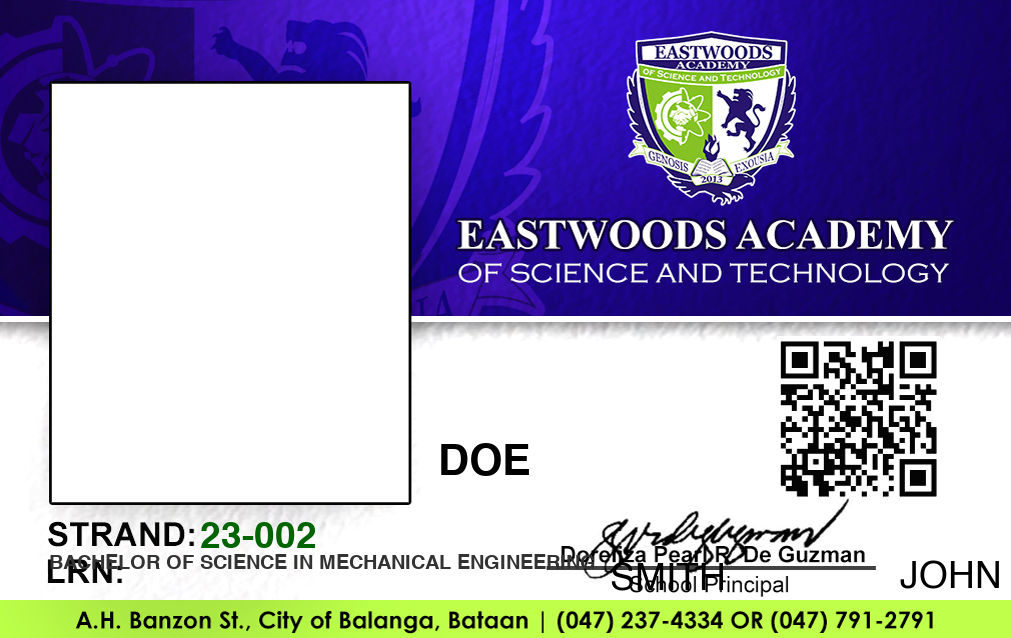 EASTWOODS
ACADEMY
OF SCIENCE AND TECHNOLOGY
GENOSIS EXOUSIA
2013
EASTWOODS ACADEMY
OF SCIENCE AND TECHNOLOGY
DOE
STRAND: 23-002
BACHELOR OF SCIENCE IN MECHANICAL ENGINEERING
LRN:
Dorenza Pearl R. De Guzman
SMITH
School Principal
JOHN
A.H. Banzon St., City of Balanga, Bataan | (047) 237-4334 OR (047) 791-2791